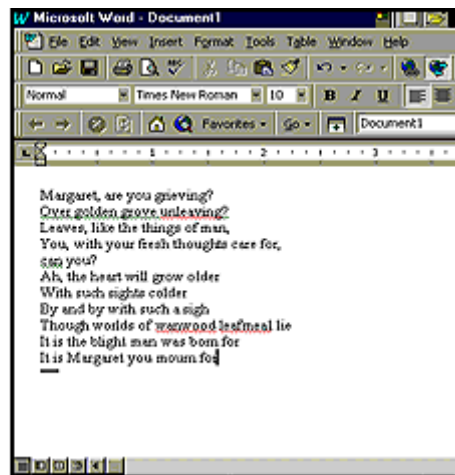 Microsoft Word - Document1
File Edit View Insert Format Tools Table Window Help
Normal Times New Roman 10 B I U
Favorites Go Document1
1 2 3
Margaret, are you grieving?
Over golden grove unleaving?
Leaves, like the things of man,
You, with your fresh thoughts care for,
can you?
Ah, the heart will grow older
With such sights colder
By and by with such a sigh
Though worlds of wanwood leafmeal lie
It is the blight man was born for
It is Margaret you mourn for